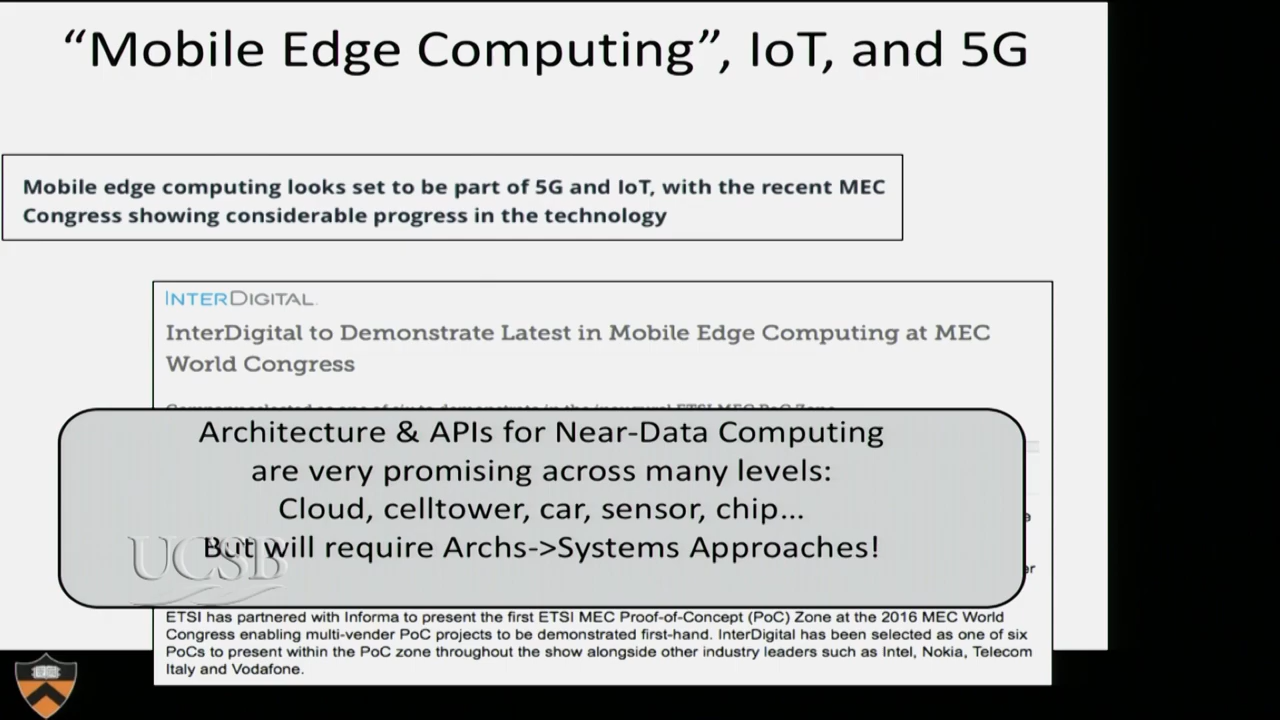 “Mobile Edge Computing”, IoT, and 5G
Mobile edge computing looks set to be part of 5G and IoT, with the recent MEC
Congress showing considerable progress in the technology
INTERDIGITAL.
InterDigital to Demonstrate Latest in Mobile Edge Computing at MEC
World Congress
Architecture & APIs for Near-Data Computing
are very promising across many levels:
Cloud, celltower, car, sensor, chip...
But will require Archs->Systems Approaches!
UCSB
ETSI has partnered with Informa to present the first ETSI MEC Proof-of-Concept (PoC) Zone at the 2016 MEC World
Congress enabling multi-vender PoC projects to be demonstrated first-hand. InterDigital has been selected as one of six
PoCs to present within the PoC zone throughout the show alongside other industry leaders such as Intel, Nokia, Telecom
Italy and Vodafone.